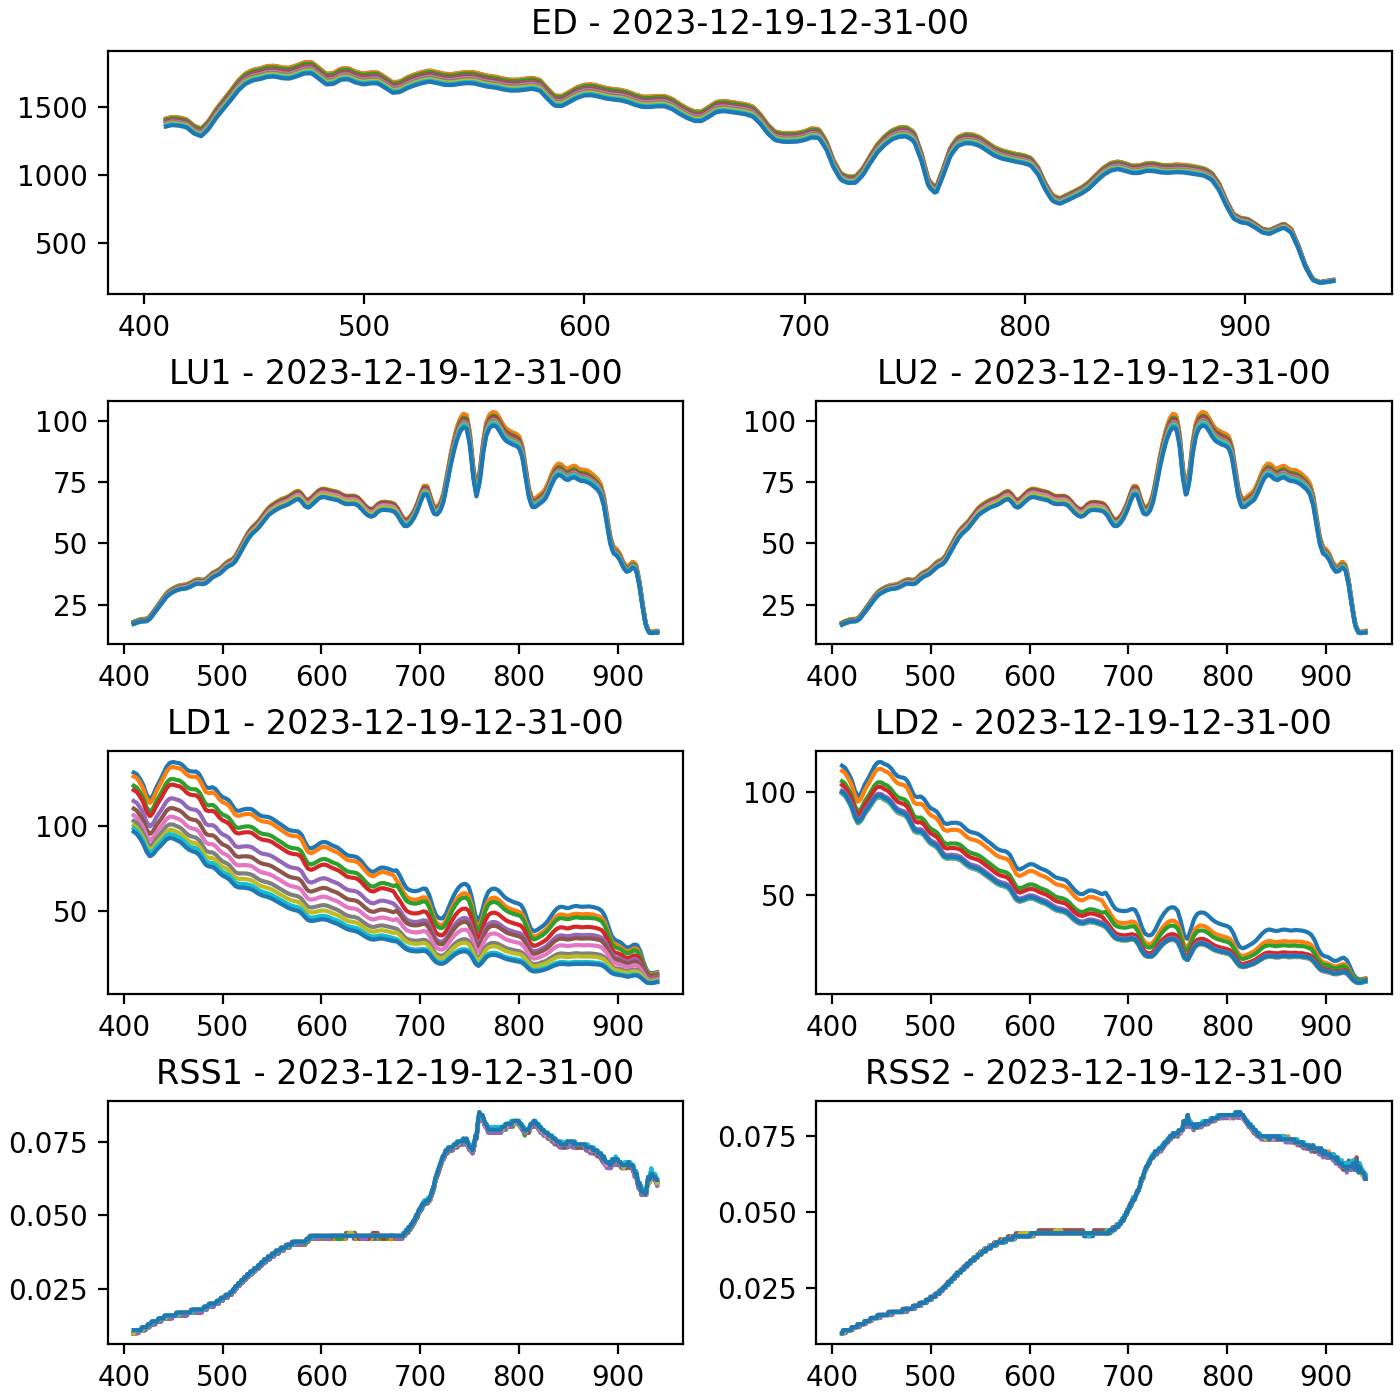 ED - 2023-12-19-12-31-00
1500
1000
500
400 500 600 700 800 900
LU1 - 2023-12-19-12-31-00
100
75
50
25
400 500 600 700 800 900
LU2 - 2023-12-19-12-31-00
100
75
50
25
400 500 600 700 800 900
LD1 - 2023-12-19-12-31-00
100
50
400 500 600 700 800 900
LD2 - 2023-12-19-12-31-00
100
50
400 500 600 700 800 900
RSS1 - 2023-12-19-12-31-00
0.075
0.050
0.025
400 500 600 700 800 900
RSS2 - 2023-12-19-12-31-00
0.075
0.050
0.025
400 500 600 700 800 900